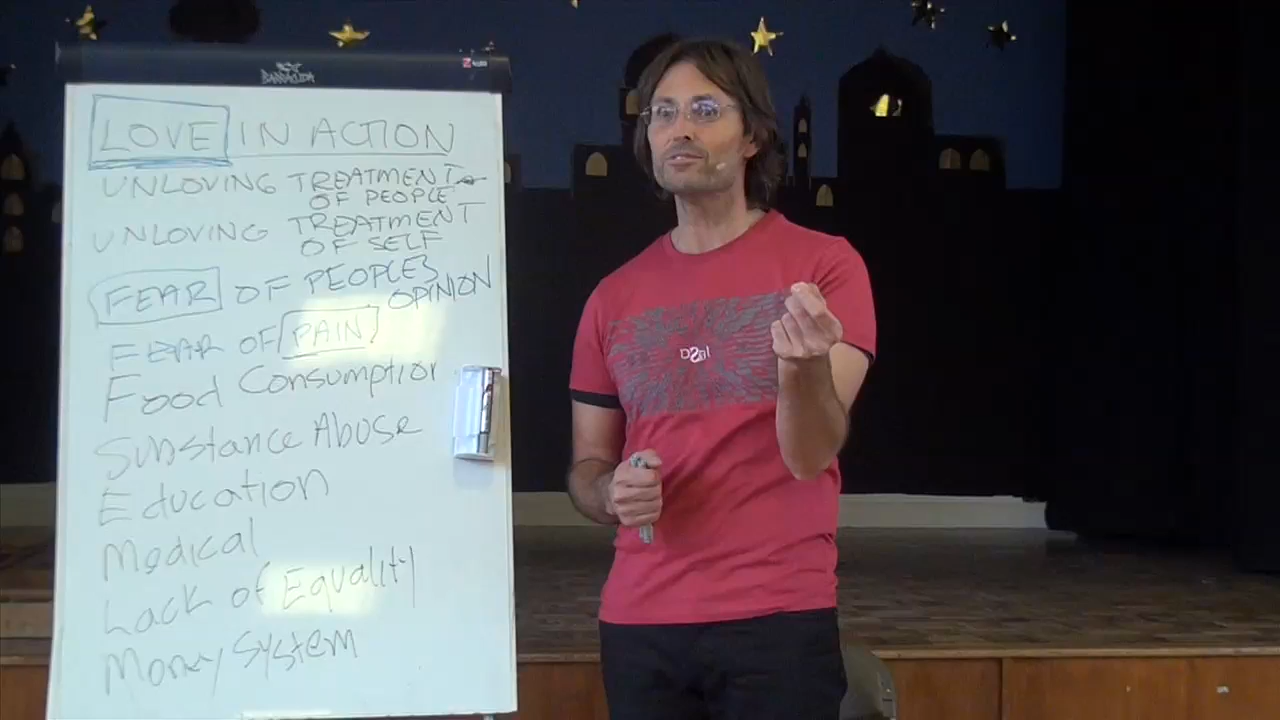 BARRACUDA
LOVE IN ACTION
UNLOVING TREATMENT
OF PEOPLE
UNLOVING TREATMENT
OF SELF
FEAR OF PEOPLES
OPINION
FEAR OF PAIN
Food Consumption
Substance Abuse
Education
Medical
Lack of Equality
Money System